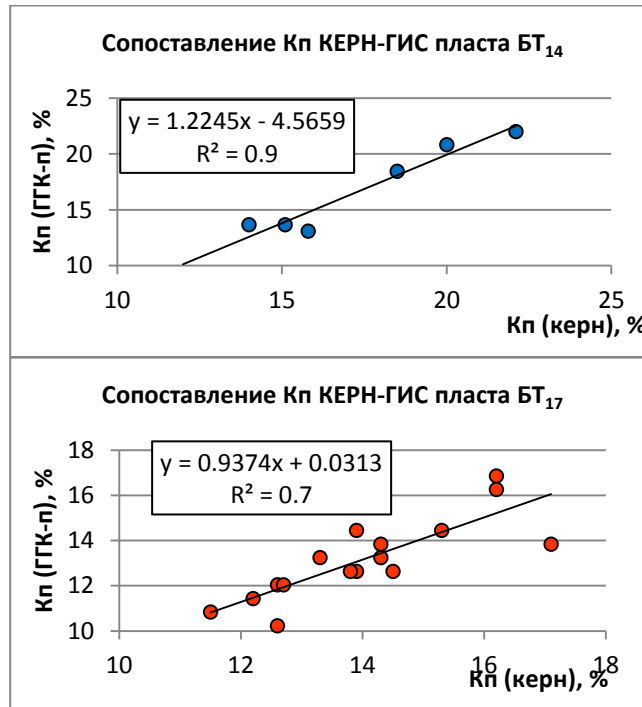 Сопоставление Кп КЕРН-ГИС пласта БТ₁₄
Кп (ГГК-п), %
25
20
15
10
y = 1.2245x - 4.5659
R² = 0.9
10 15 20 25
Кп (керн), %
Сопоставление Кп КЕРН-ГИС пласта БТ₁₇
Кп (ГГК-п), %
18
16
14
12
10
y = 0.9374x + 0.0313
R² = 0.7
10 12 14 16 18
Кп (керн), %